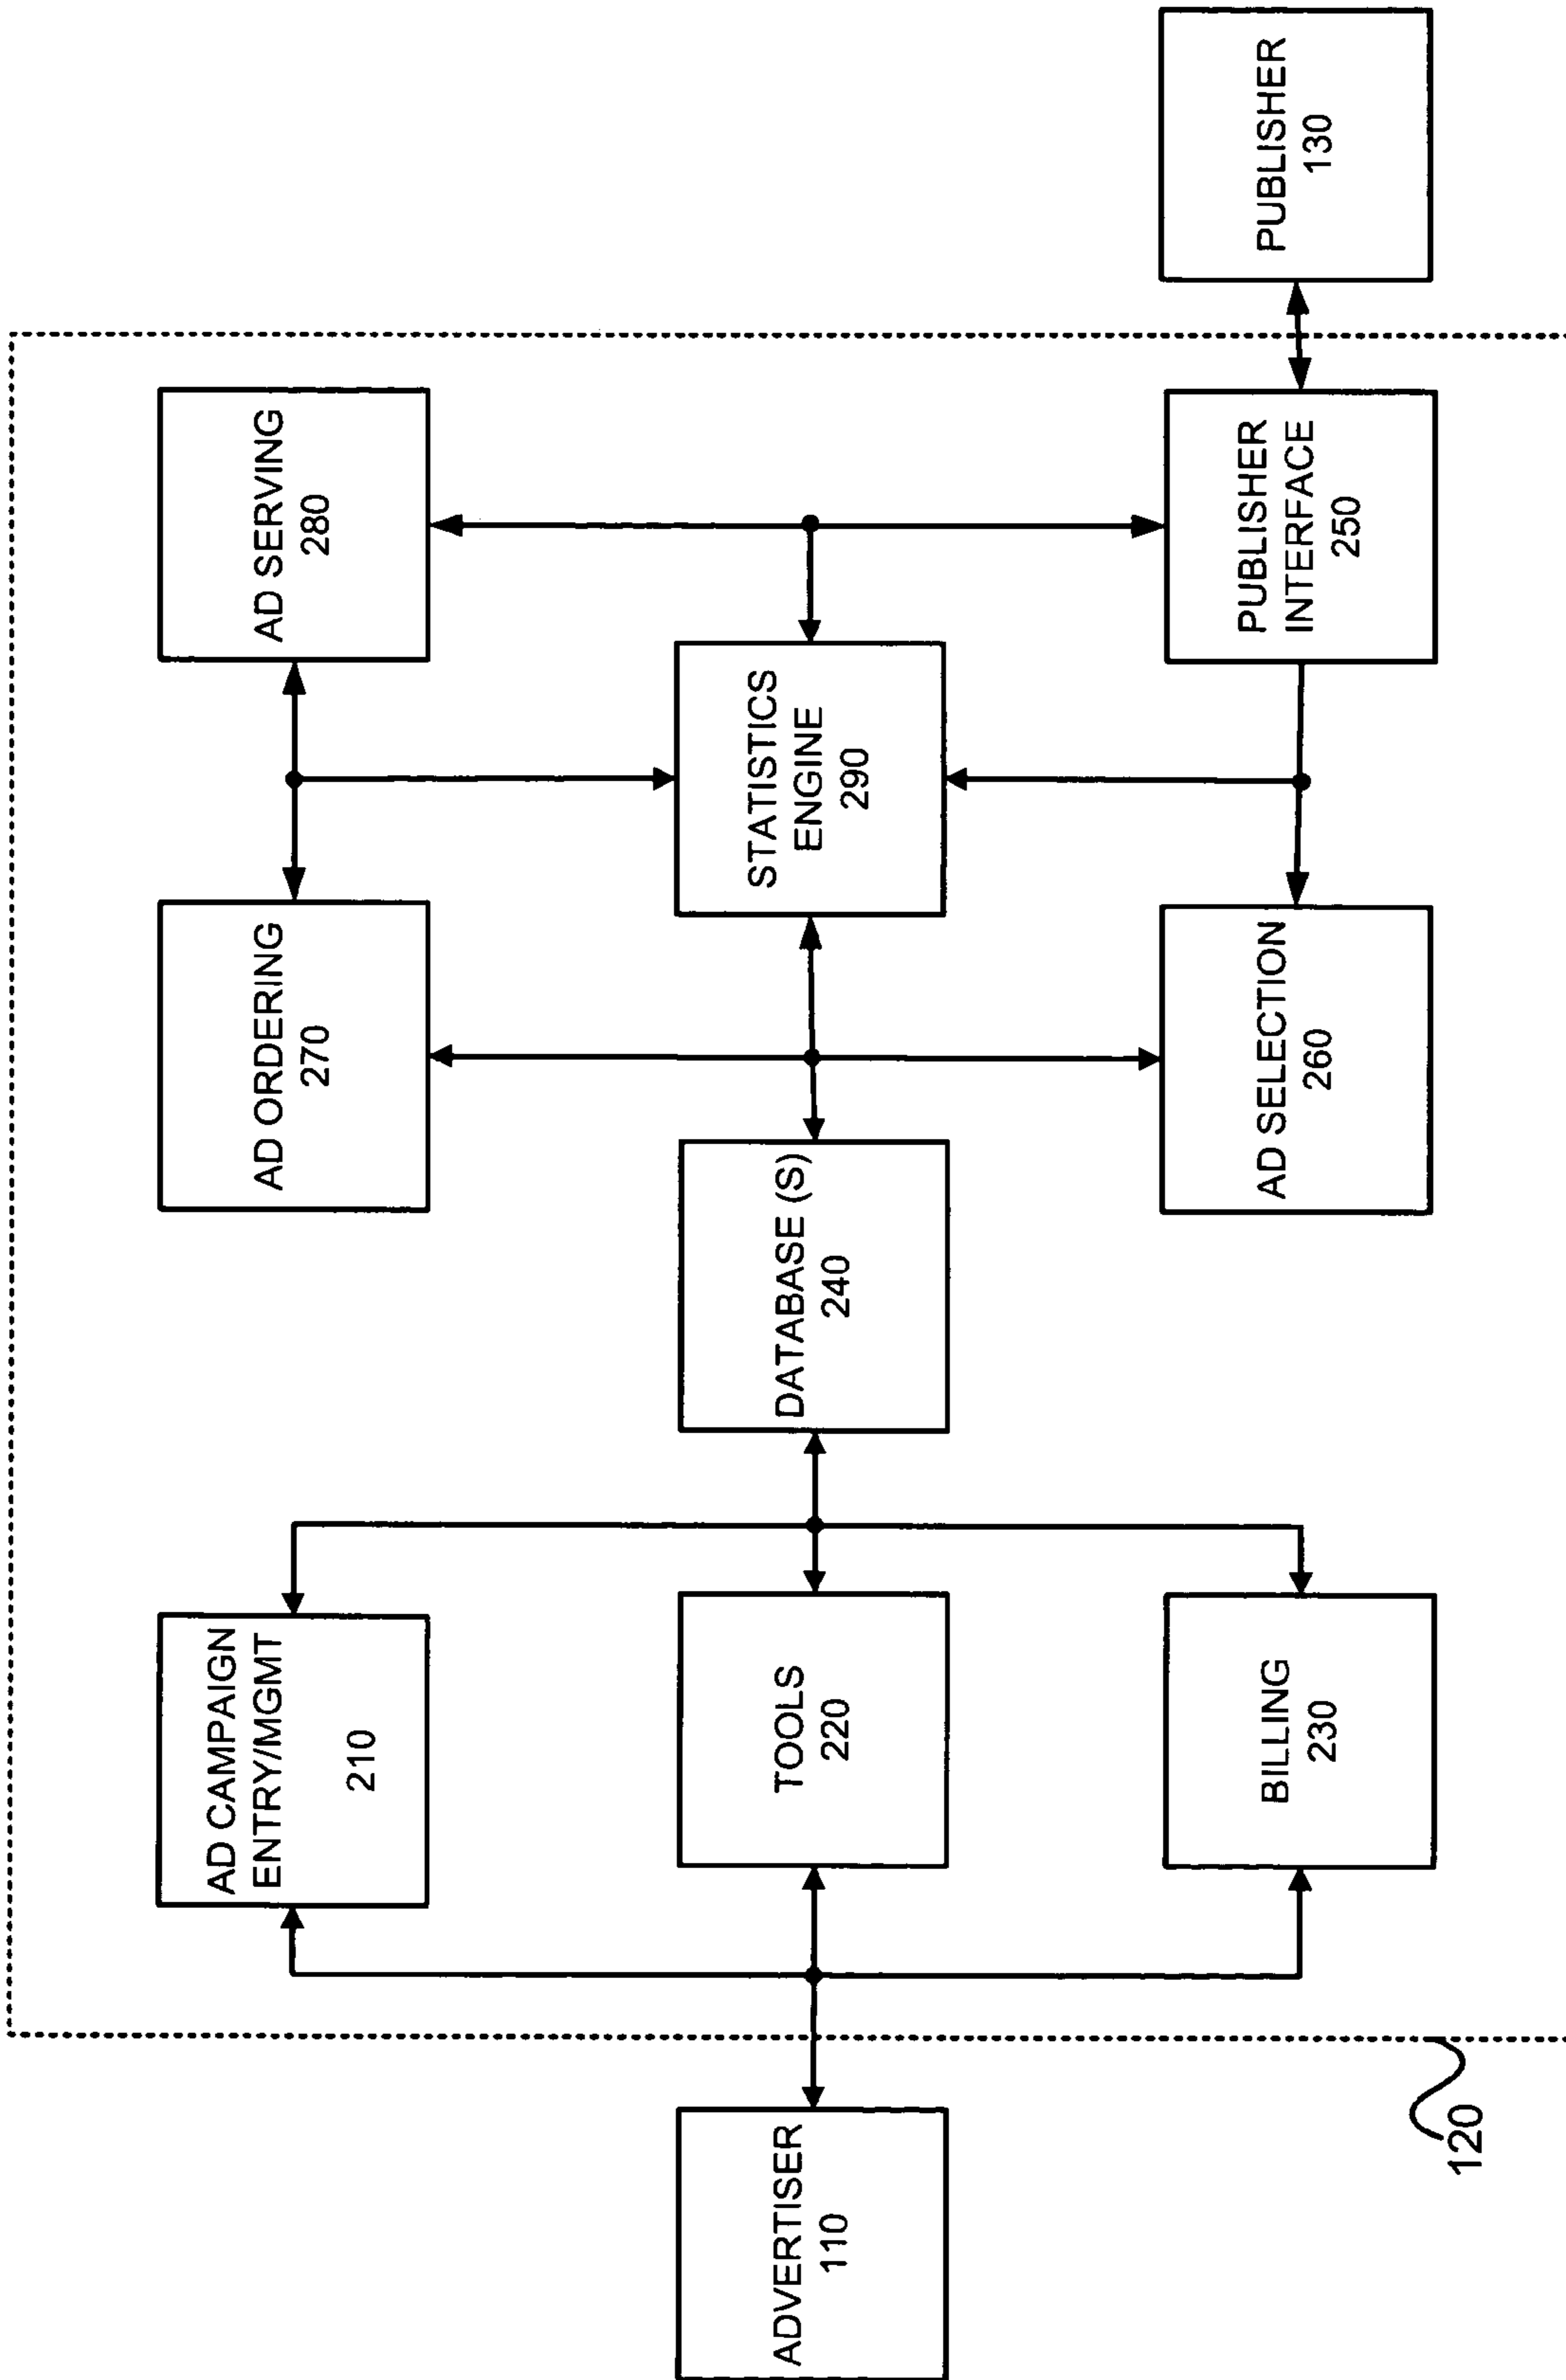 AD CAMPAIGN
ENTRY/MGMT
210
AD ORDERING
270
AD SERVING
280
ADVERTISER
110
TOOLS
220
DATABASE (S)
240
STATISTICS
ENGINE
290
BILLING
230
AD SELECTION
260
PUBLISHER
INTERFACE
250
PUBLISHER
130
120